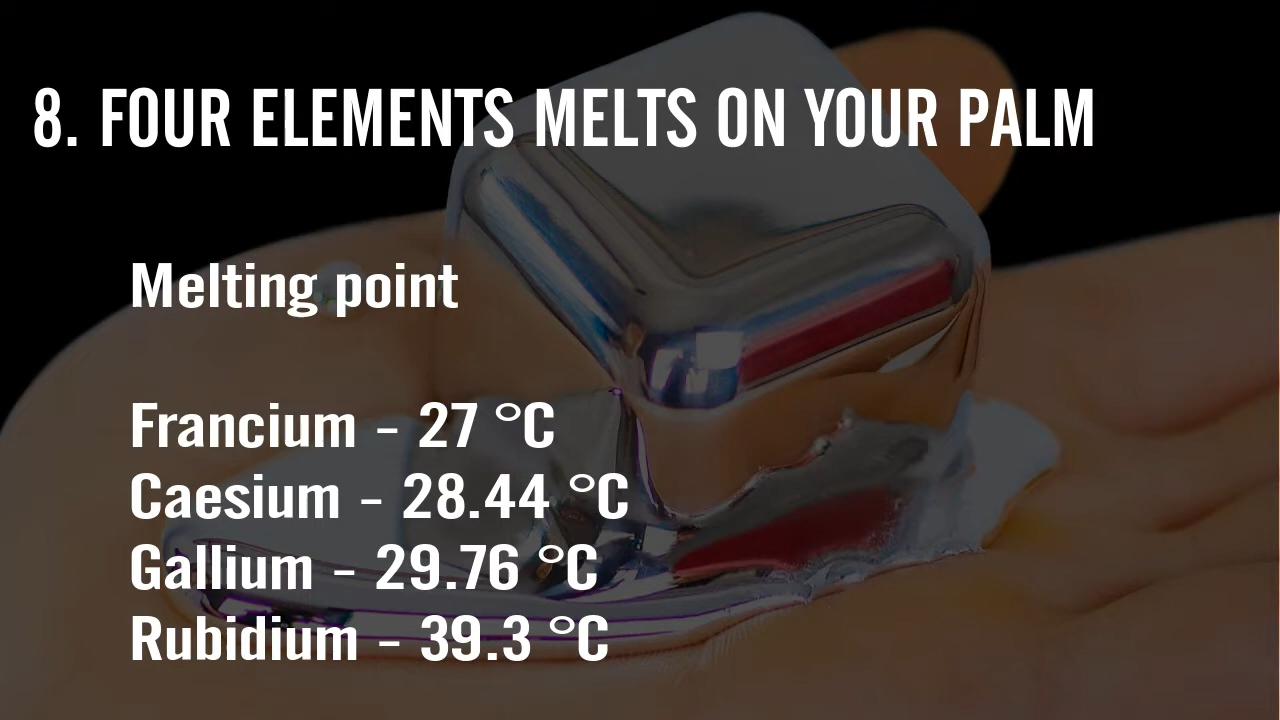 8. FOUR ELEMENTS MELTS ON YOUR PALM
Melting point
Francium - 27 °C
Caesium - 28.44 °C
Gallium - 29.76 °C
Rubidium - 39.3 °C